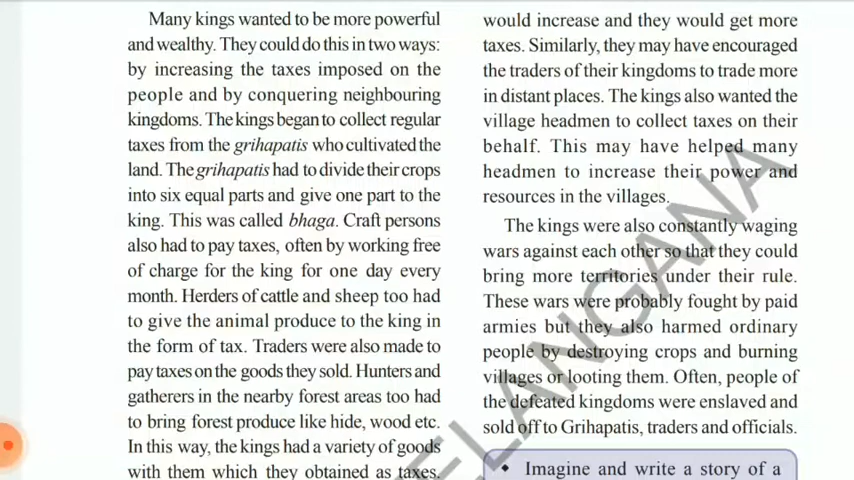 Many kings wanted to be more powerful
and wealthy. They could do this in two ways:
by increasing the taxes imposed on the
people and by conquering neighbouring
kingdoms. The kings began to collect regular
taxes from the grihapatis who cultivated the
land. The grihapatis had to divide their crops
into six equal parts and give one part to the
king. This was called bhaga. Craft persons
also had to pay taxes, often by working free
of charge for the king for one day every
month. Herders of cattle and sheep too had
to give the animal produce to the king in
the form of tax. Traders were also made to
pay taxes on the goods they sold. Hunters and
gatherers in the nearby forest areas too had
to bring forest produce like hide, wood etc.
In this way, the kings had a variety of goods
with them which they obtained as taxes.
would increase and they would get more
taxes. Similarly, they may have encouraged
the traders of their kingdoms to trade more
in distant places. The kings also wanted the
village headmen to collect taxes on their
behalf. This may have helped many
headmen to increase their power and
resources in the villages.
The kings were also constantly waging
wars against each other so that they could
bring more territories under their rule.
These wars were probably fought by paid
armies but they also harmed ordinary
people by destroying crops and burning
villages or looting them. Often, people of
the defeated kingdoms were enslaved and
sold off to Grihapatis, traders and officials.
• Imagine and write a story of a
ELANGANA